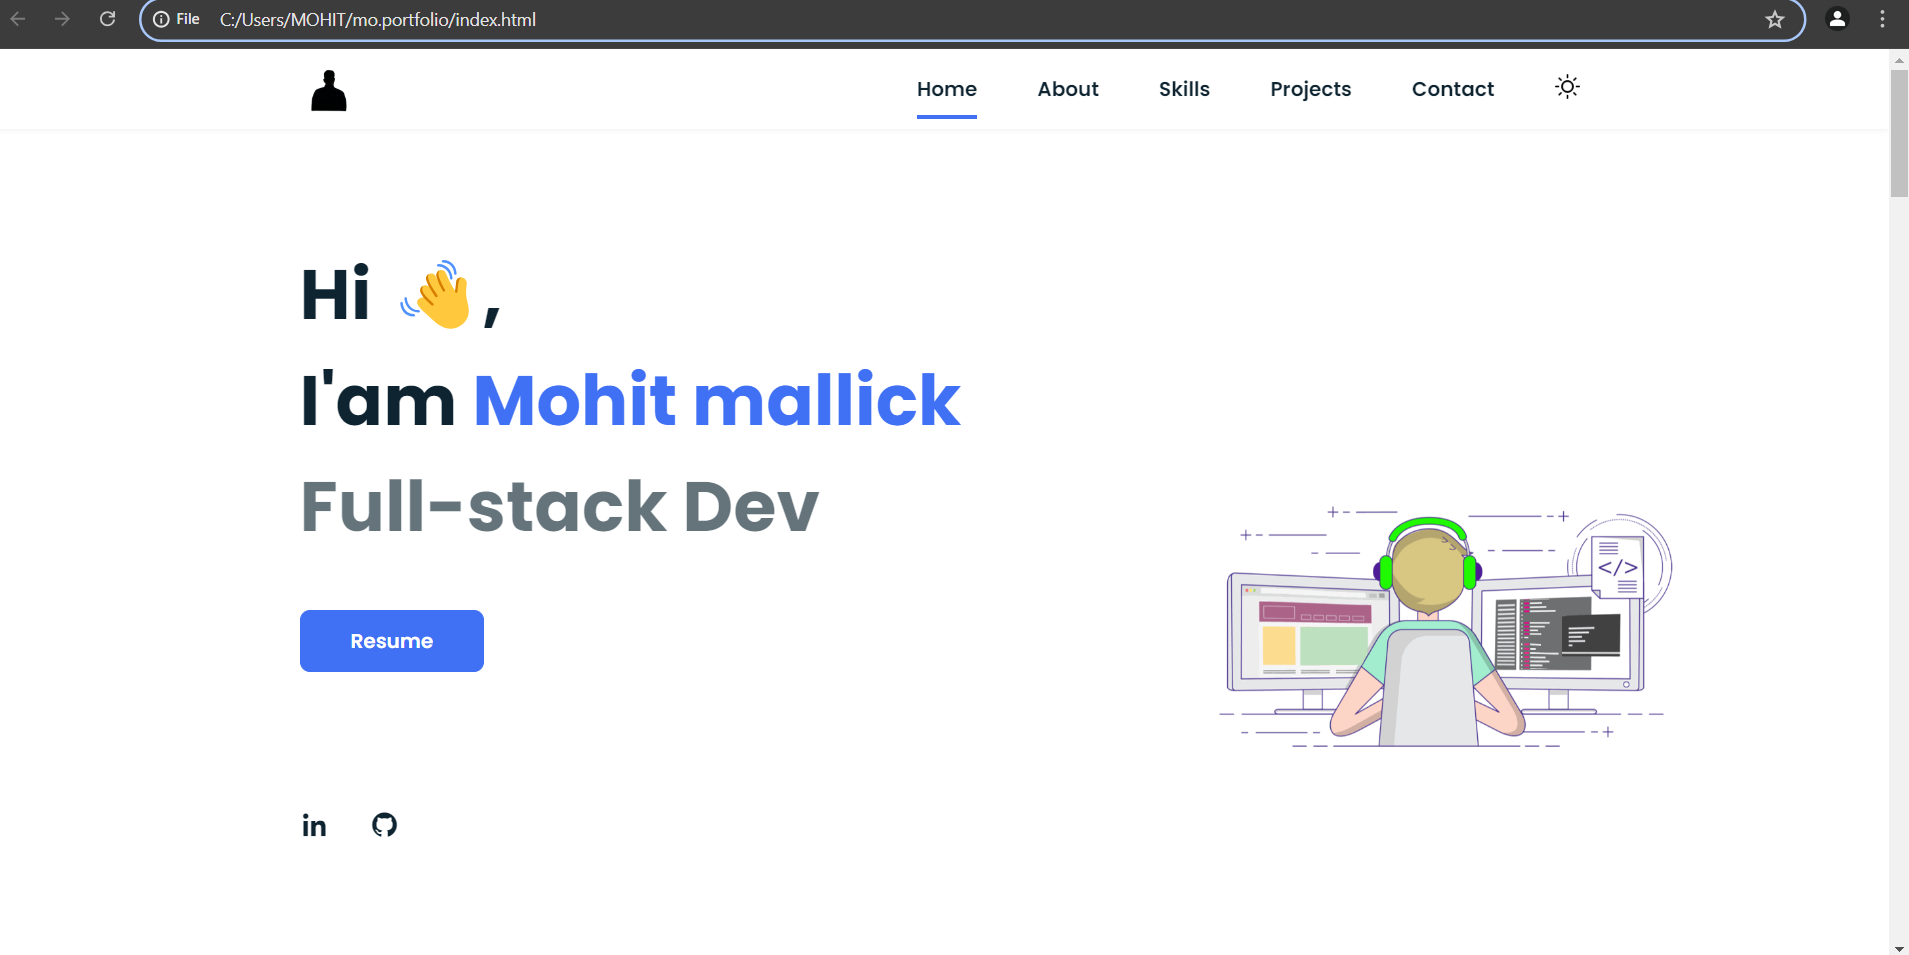 File C:/Users/MOHIT/mo.portfolio/index.html
Home About Skills Projects Contact
Hi 👋,
I'am Mohit mallick
Full-stack Dev
</>
Resume
in